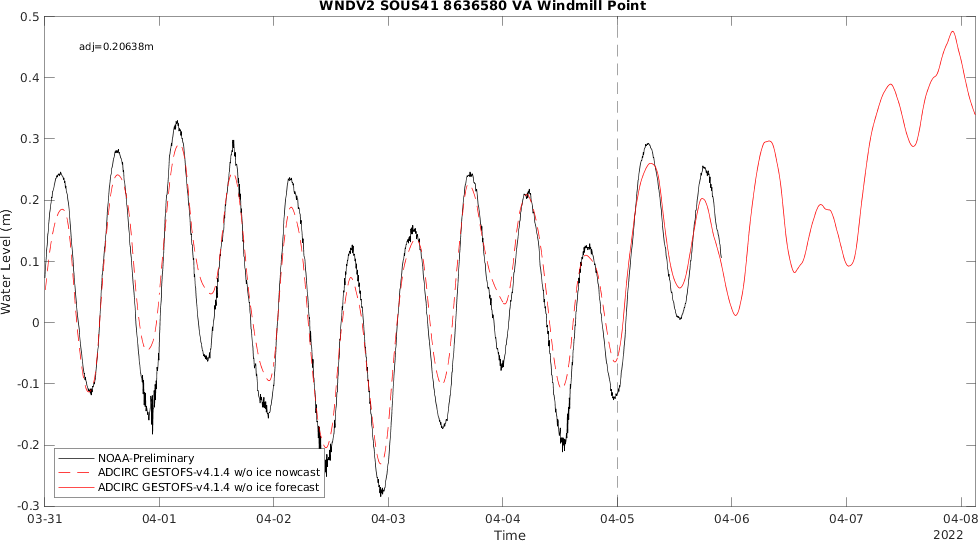 WNDV2 SOUS41 8636580 VA Windmill Point
adj=0.20638m
0.5
0.4
0.3
0.2
0.1
0
-0.1
-0.2
-0.3
Water Level (m)
NOAA-Preliminary
ADCIRC GESTOFS-v4.1.4 w/o ice nowcast
ADCIRC GESTOFS-v4.1.4 w/o ice forecast
03-31 04-01 04-02 04-03 04-04 04-05 04-06 04-07 04-08
Time
2022